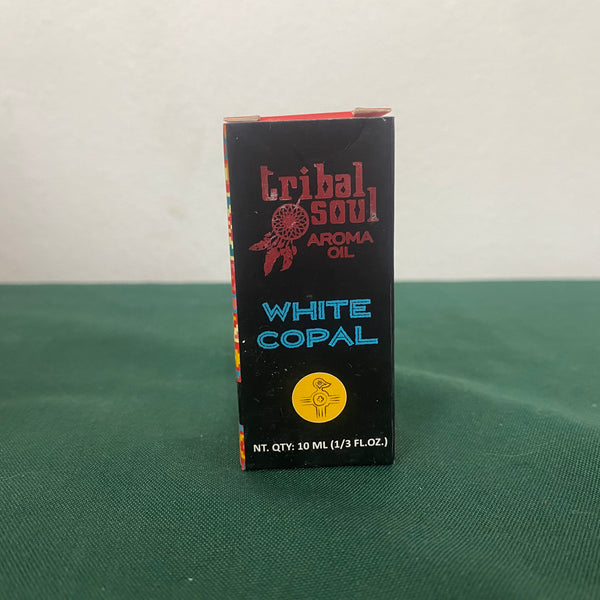 tribal
soul
AROMA
OIL
WHITE
COPAL
NT. QTY: 10 ML (1/3 FL.OZ.)